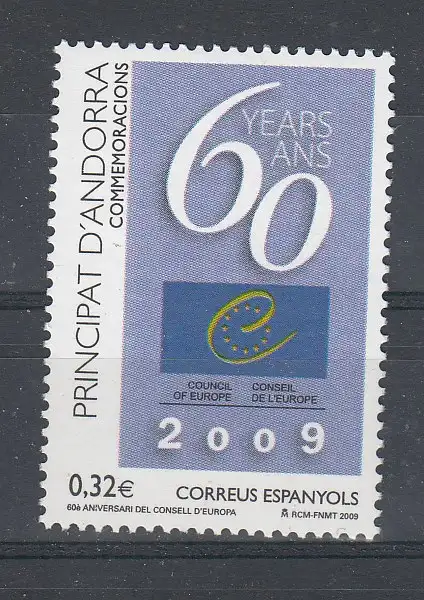 PRINCIPAT D'ANDORRA
COMMEMORACIONS
60
YEARS
ANS
COUNCIL
OF EUROPE
CONSEIL
DE L'EUROPE
2009
0,32€
CORREUS ESPANYOLS
60è ANIVERSARI DEL CONSELL D'EUROPA
M RCM-FNMT 2009